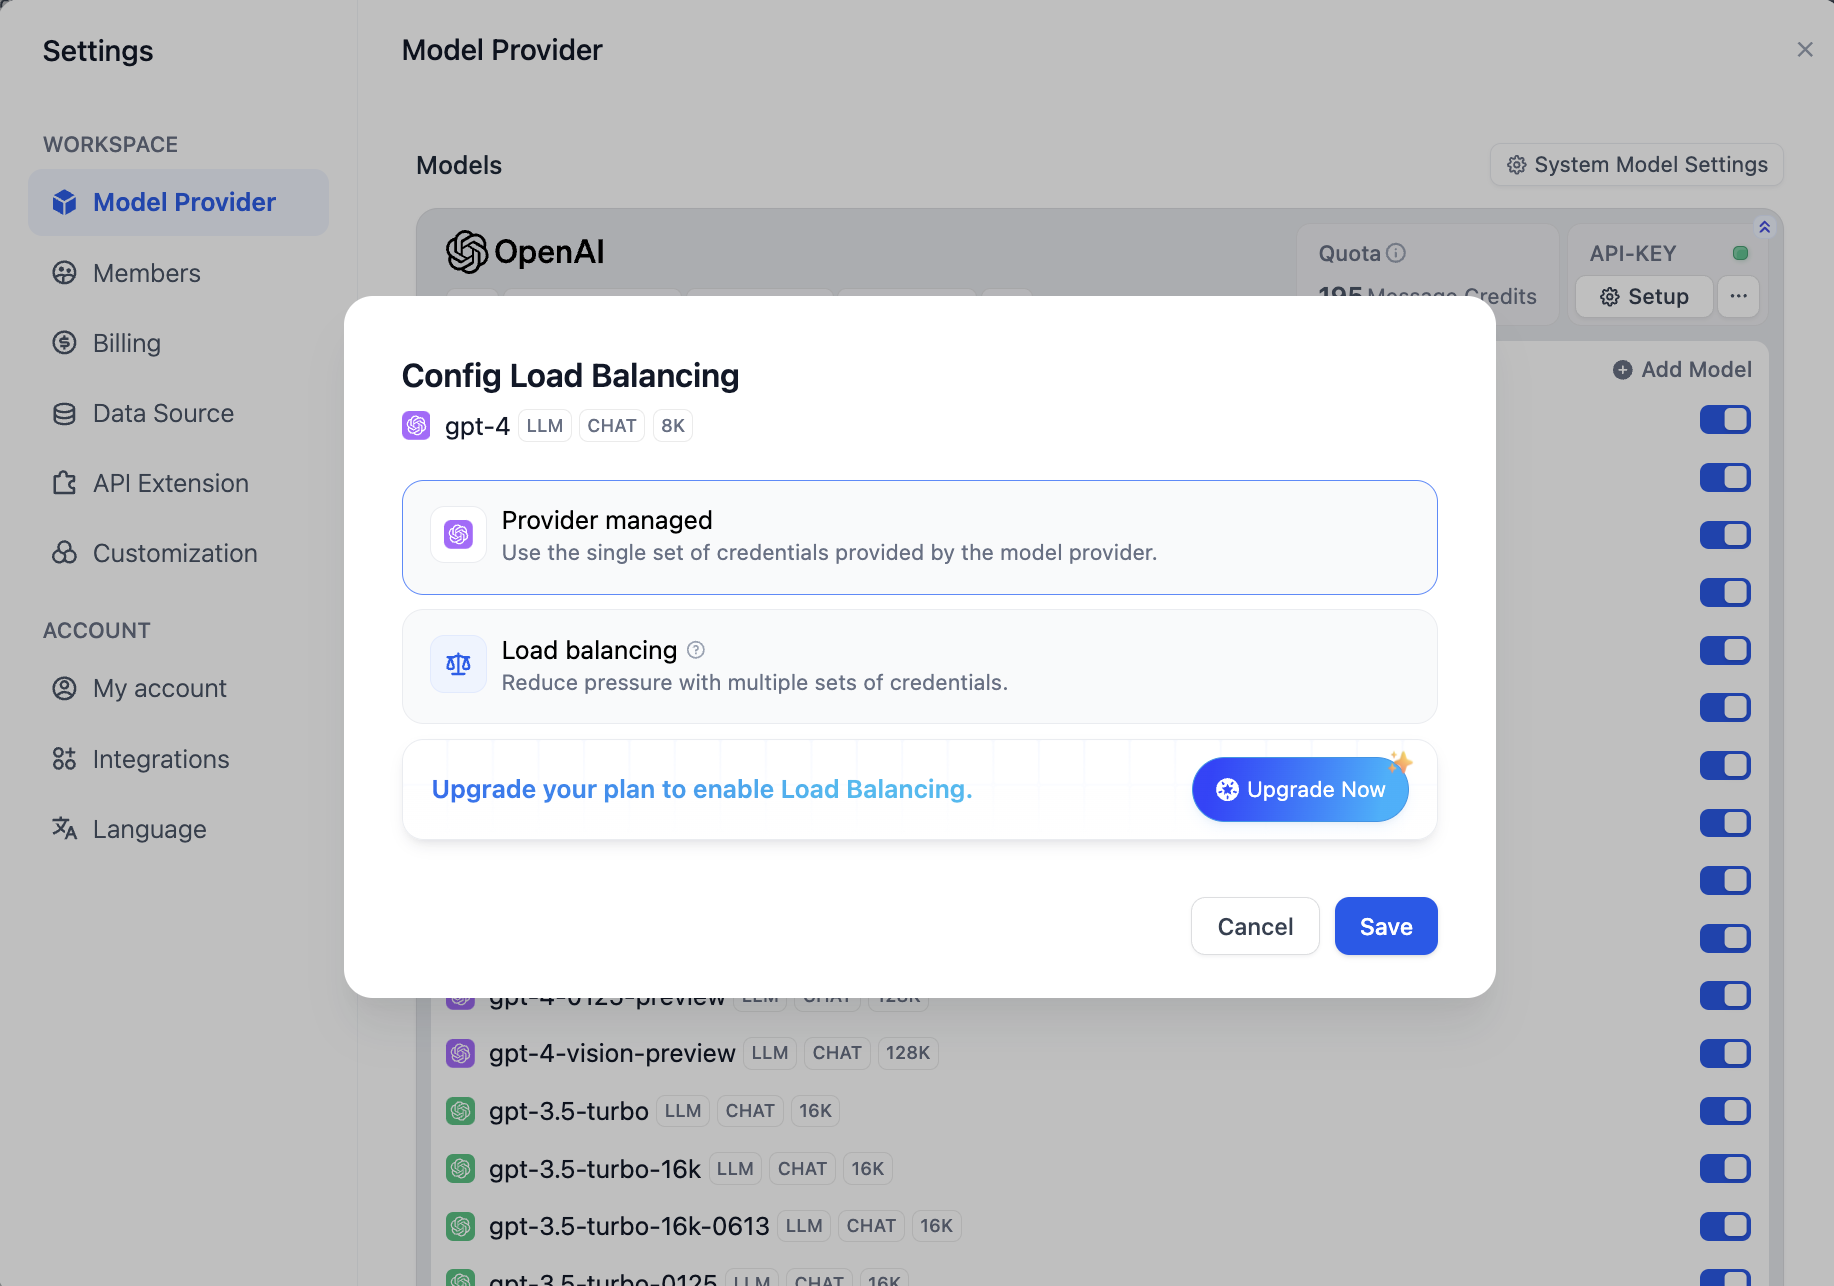 Settings
Model Provider
WORKSPACE
Model Provider
Members
Billing
Data Source
API Extension
Customization
ACCOUNT
My account
Integrations
Language
Models
System Model Settings
OpenAI
Quota
195 Message Credits
API-KEY
Setup
Add Model
Config Load Balancing
gpt-4 LLM CHAT 8K
Provider managed
Use the single set of credentials provided by the model provider.
Load balancing
Reduce pressure with multiple sets of credentials.
Upgrade your plan to enable Load Balancing.
Upgrade Now
Cancel
Save
gpt-4-0125-preview LLM CHAT 128K
gpt-4-vision-preview LLM CHAT 128K
gpt-3.5-turbo LLM CHAT 16K
gpt-3.5-turbo-16k LLM CHAT 16K
gpt-3.5-turbo-16k-0613 LLM CHAT 16K
gpt-3.5-turbo-0125 LLM CHAT 16K